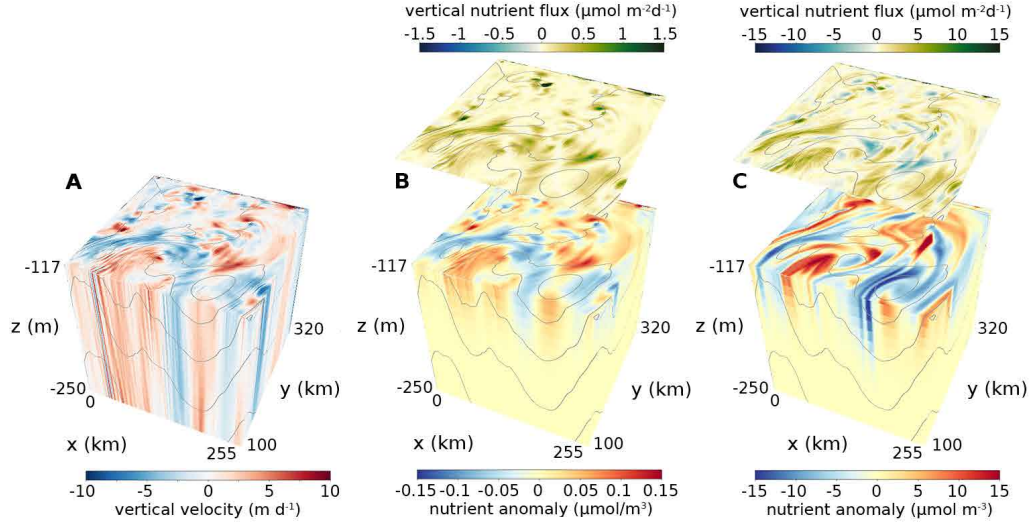 vertical nutrient flux (μmol m-2d-1)
-1.5 -1 -0.5 0 0.5 1 1.5
vertical nutrient flux (μmol m-2d-1)
-15 -10 -5 0 5 10 15
A
-117
z (m)
-250
0
x (km)
255
100
y (km)
320
-10 -5 0 5 10
vertical velocity (m d-1)
B
-117
z (m)
-250
0
x (km)
255
100
y (km)
320
-0.15 -0.1 -0.05 0 0.05 0.1 0.15
nutrient anomaly (μmol/m3)
C
-117
z (m)
-250
0
x (km)
255
100
y (km)
320
-15 -10 -5 0 5 10 15
nutrient anomaly (μmol m-3)